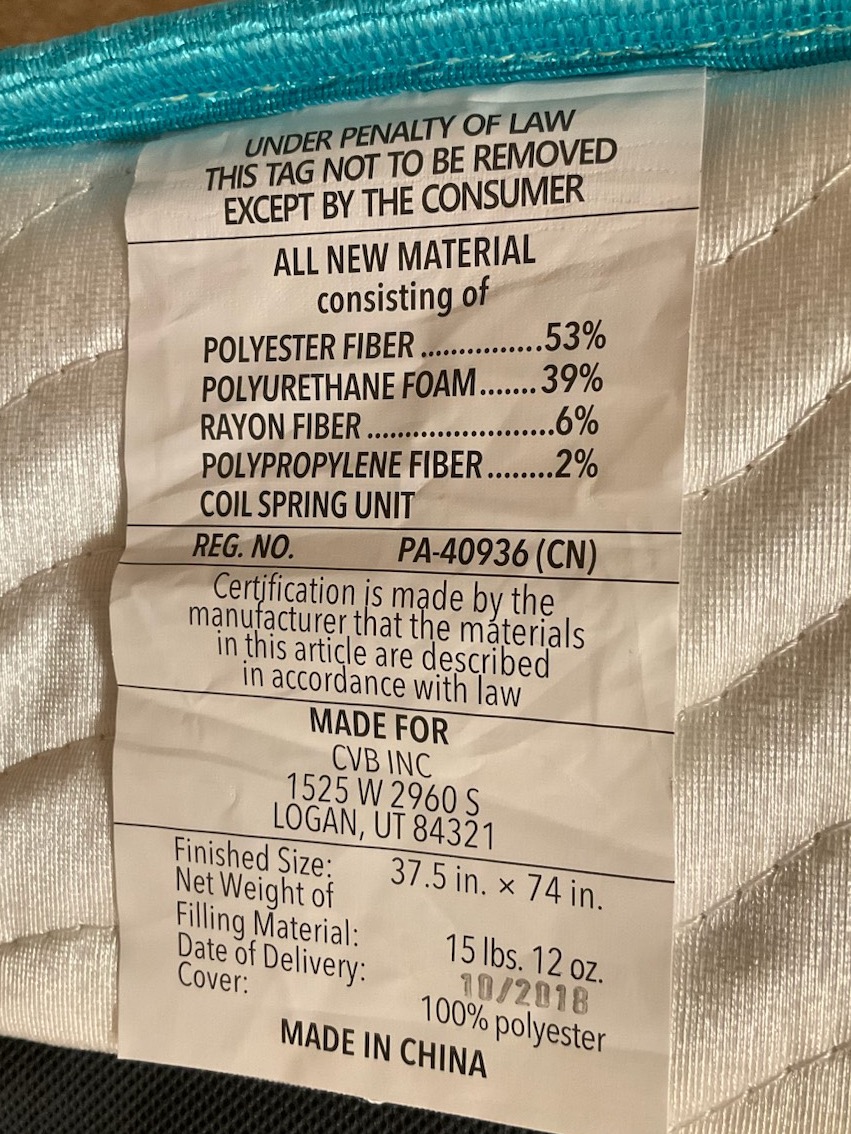 UNDER PENALTY OF LAW
THIS TAG NOT TO BE REMOVED
EXCEPT BY THE CONSUMER
ALL NEW MATERIAL
consisting of
POLYESTER FIBER ...............53%
POLYURETHANE FOAM.......39%
RAYON FIBER ........................6%
POLYPROPYLENE FIBER........2%
COIL SPRING UNIT
REG. NO. PA-40936 (CN)
Certification is made by the
manufacturer that the materials
in this article are described
in accordance with law
MADE FOR
CVB INC
1525 W 2960 S
LOGAN, UT 84321
Finished Size: 37.5 in. × 74 in.
Net Weight of
Filling Material: 15 lbs. 12 oz.
Date of Delivery: 10/2018
Cover: 100% polyester
MADE IN CHINA